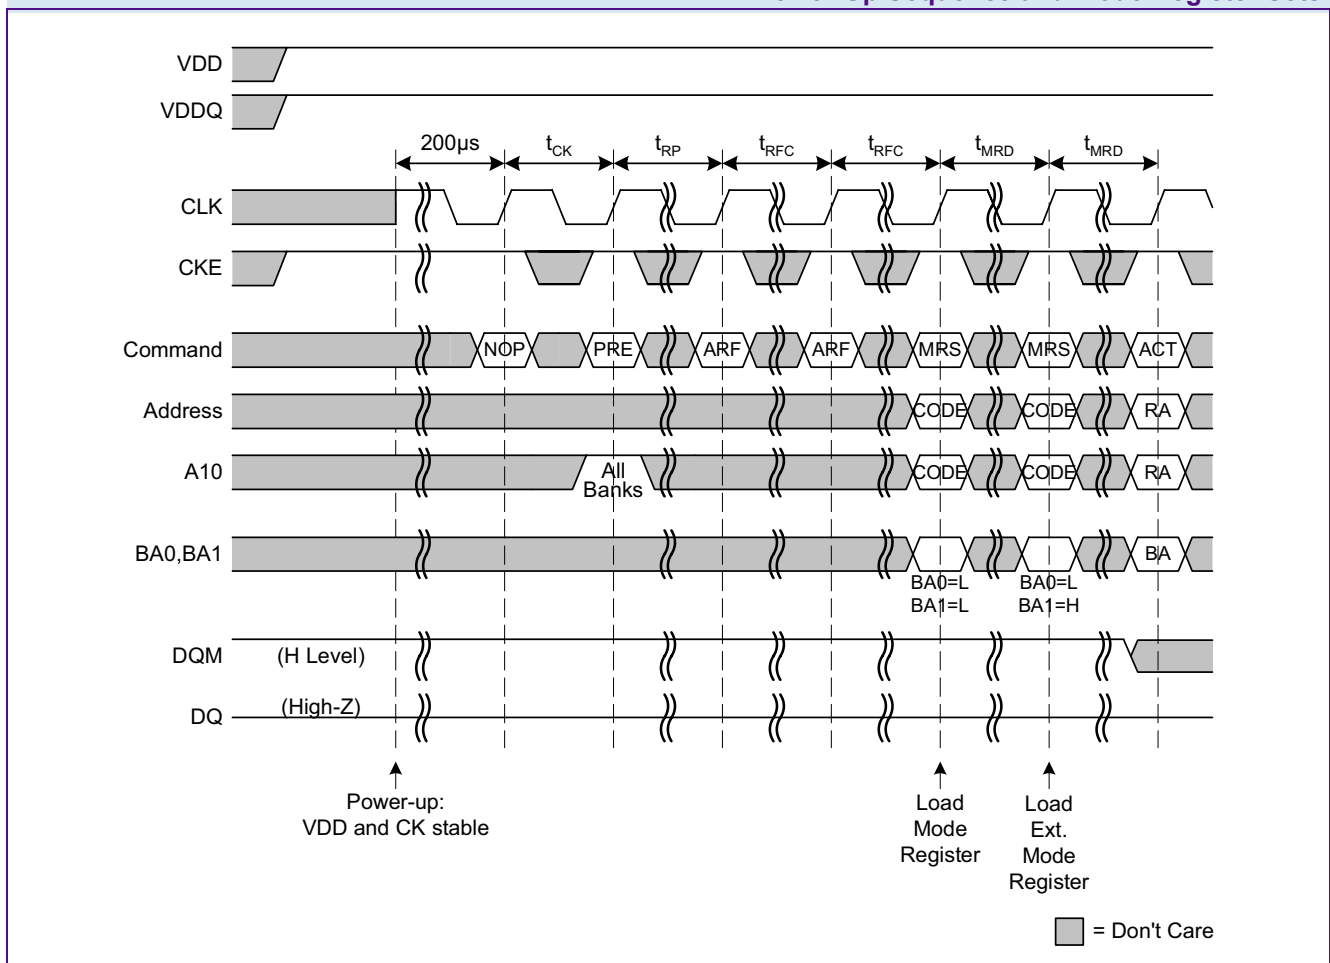 VDD
VDDQ
200µs tCK tRP tRFC tRFC tMRD tMRD
CLK
CKE
Command NOP PRE ARF ARF MRS MRS ACT
Address CODE CODE RA
A10 All Banks CODE CODE RA
BA0,BA1 BA
BA0=L BA0=L
BA1=L BA1=H
DQM (H Level)
DQ (High-Z)
Power-up:
VDD and CK stable
Load
Mode
Register
Load
Ext.
Mode
Register
= Don't Care